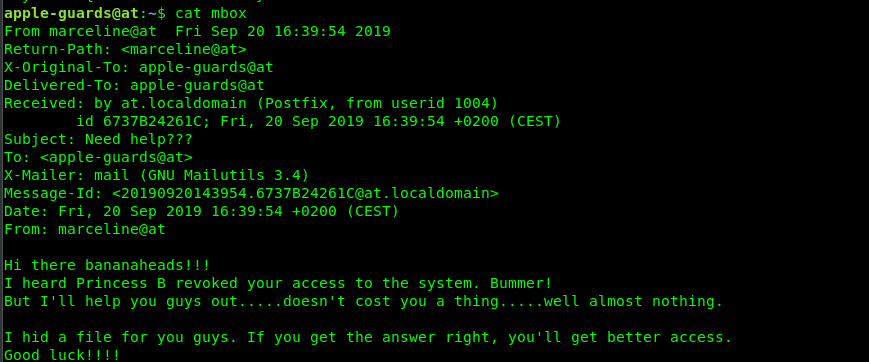 apple-guards@at:~$ cat mbox
From marceline@at  Fri Sep 20 16:39:54 2019
Return-Path: <marceline@at>
X-Original-To: apple-guards@at
Delivered-To: apple-guards@at
Received: by at.localdomain (Postfix, from userid 1004)
        id 6737B24261C; Fri, 20 Sep 2019 16:39:54 +0200 (CEST)
Subject: Need help???
To: <apple-guards@at>
X-Mailer: mail (GNU Mailutils 3.4)
Message-Id: <20190920143954.6737B24261C@at.localdomain>
Date: Fri, 20 Sep 2019 16:39:54 +0200 (CEST)
From: marceline@at

Hi there bananaheads!!!
I heard Princess B revoked your access to the system. Bummer!
But I'll help you guys out.....doesn't cost you a thing.....well almost nothing.

I hid a file for you guys. If you get the answer right, you'll get better access.
Good luck!!!!